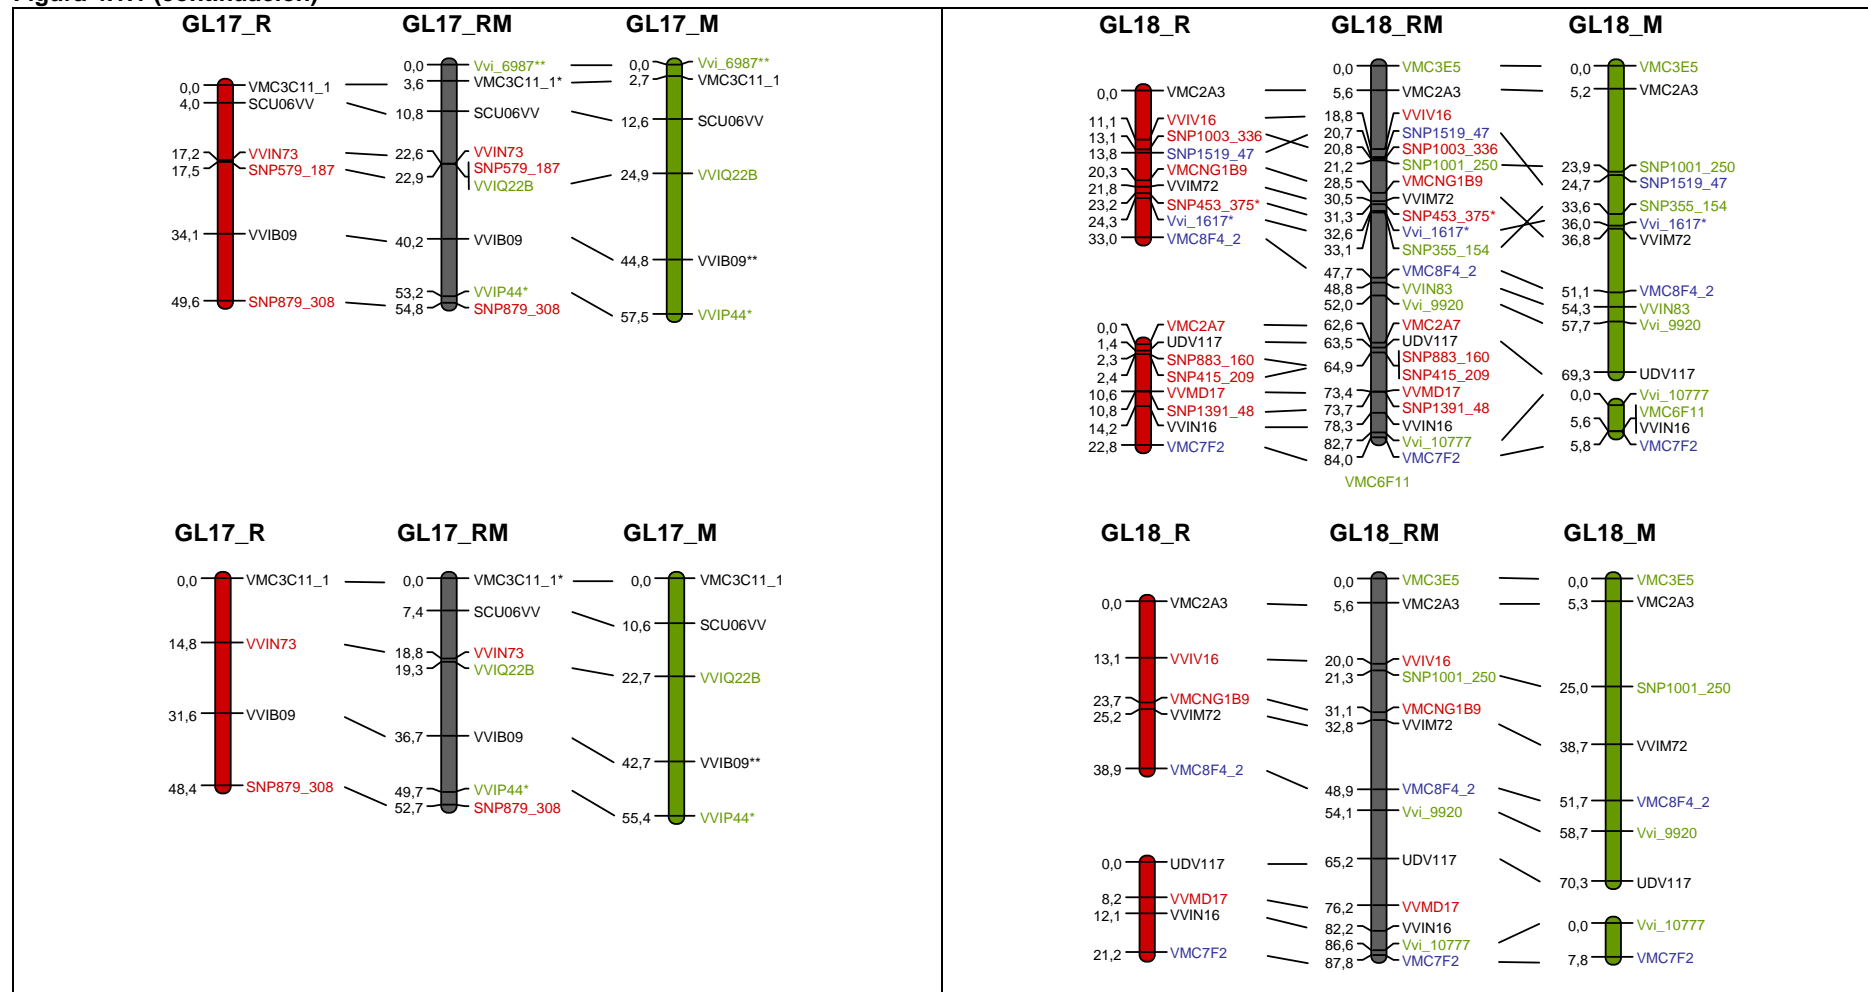 Figura 4.1.1 (continuación)
GL17_R GL17_RM GL17_M
0,0 Vvi_6987** 0,0 Vvi_6987**
0,0 VMC3C11_1 3,6 VMC3C11_1* 2,7 VMC3C11_1
4,0 SCU06VV 10,8 SCU06VV 12,6 SCU06VV
17,2 VVIN73 22,6 VVIN73
17,5 SNP579_187 22,9 SNP579_187
VVIQ22B 24,9 VVIQ22B
34,1 VVIB09 40,2 VVIB09 44,8 VVIB09**
53,2 VVIP44* 57,5 VVIP44*
49,6 SNP879_308 54,8 SNP879_308
GL17_R GL17_RM GL17_M
0,0 VMC3C11_1 0,0 VMC3C11_1* 0,0 VMC3C11_1
7,4 SCU06VV 10,6 SCU06VV
14,8 VVIN73 18,8 VVIN73
19,3 VVIQ22B 22,7 VVIQ22B
31,6 VVIB09 36,7 VVIB09 42,7 VVIB09**
49,7 VVIP44* 55,4 VVIP44*
48,4 SNP879_308 52,7 SNP879_308
GL18_R GL18_RM GL18_M
0,0 VMC2A3
11,1 VVIV16
13,1 SNP1003_336
13,8 SNP1519_47
20,3 VMCNG1B9
21,8 VVIM72
23,2 SNP453_375*
24,3 Vvi_1617*
33,0 VMC8F4_2
0,0 VMC2A7
1,4 UDV117
2,3 SNP883_160
2,4 SNP415_209
10,6 VVMD17
10,8 SNP1391_48
14,2 VVIN16
22,8 VMC7F2
0,0 VMC3E5
5,6 VMC2A3
18,8 VVIV16
20,7 SNP1519_47
20,8 SNP1003_336
21,2 SNP1001_250
28,5 VMCNG1B9
30,5 VVIM72
31,3 SNP453_375*
32,6 Vvi_1617*
33,1 SNP355_154
47,7 VMC8F4_2
48,8 VVIN83
52,0 Vvi_9920
62,6 VMC2A7
63,5 UDV117
64,9 SNP883_160
SNP415_209
73,4 VVMD17
73,7 SNP1391_48
78,3 VVIN16
82,7 Vvi_10777
84,0 VMC7F2
VMC6F11
0,0 VMC3E5
5,2 VMC2A3
23,9 SNP1001_250
24,7 SNP1519_47
33,6 SNP355_154
36,0 Vvi_1617*
36,8 VVIM72
51,1 VMC8F4_2
54,3 VVIN83
57,7 Vvi_9920
69,3 UDV117
0,0 Vvi_10777
VMC6F11
5,6 VVIN16
5,8 VMC7F2
GL18_R GL18_RM GL18_M
0,0 VMC2A3
13,1 VVIV16
23,7 VMCNG1B9
25,2 VVIM72
38,9 VMC8F4_2
0,0 UDV117
8,2 VVMD17
12,1 VVIN16
21,2 VMC7F2
0,0 VMC3E5
5,6 VMC2A3
20,0 VVIV16
21,3 SNP1001_250
31,1 VMCNG1B9
32,8 VVIM72
48,9 VMC8F4_2
54,1 Vvi_9920
65,2 UDV117
76,2 VVMD17
82,2 VVIN16
86,6 Vvi_10777
87,8 VMC7F2
0,0 VMC3E5
5,3 VMC2A3
25,0 SNP1001_250
38,7 VVIM72
51,7 VMC8F4_2
58,7 Vvi_9920
70,3 UDV117
0,0 Vvi_10777
7,8 VMC7F2